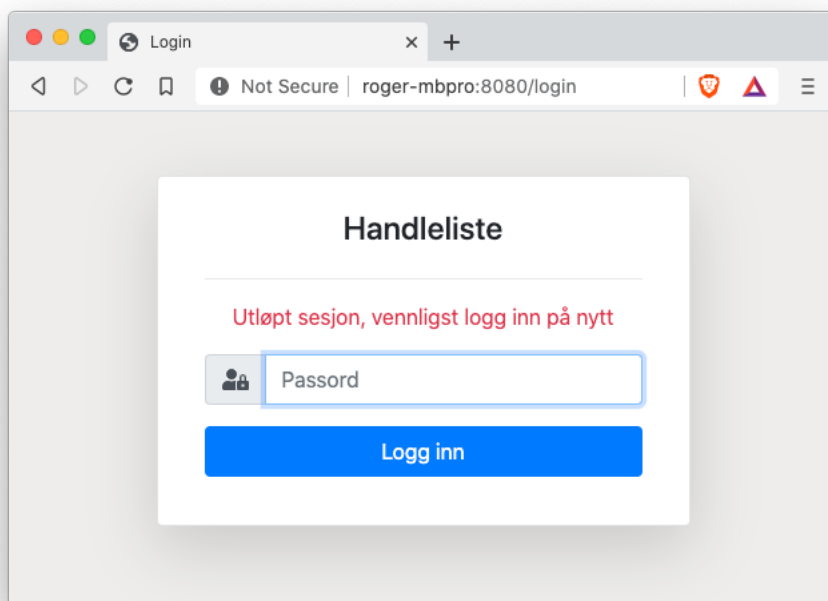 Login
Not Secure roger-mbpro:8080/login
Handleliste
Utløpt sesjon, vennligst logg inn på nytt
Passord
Logg inn